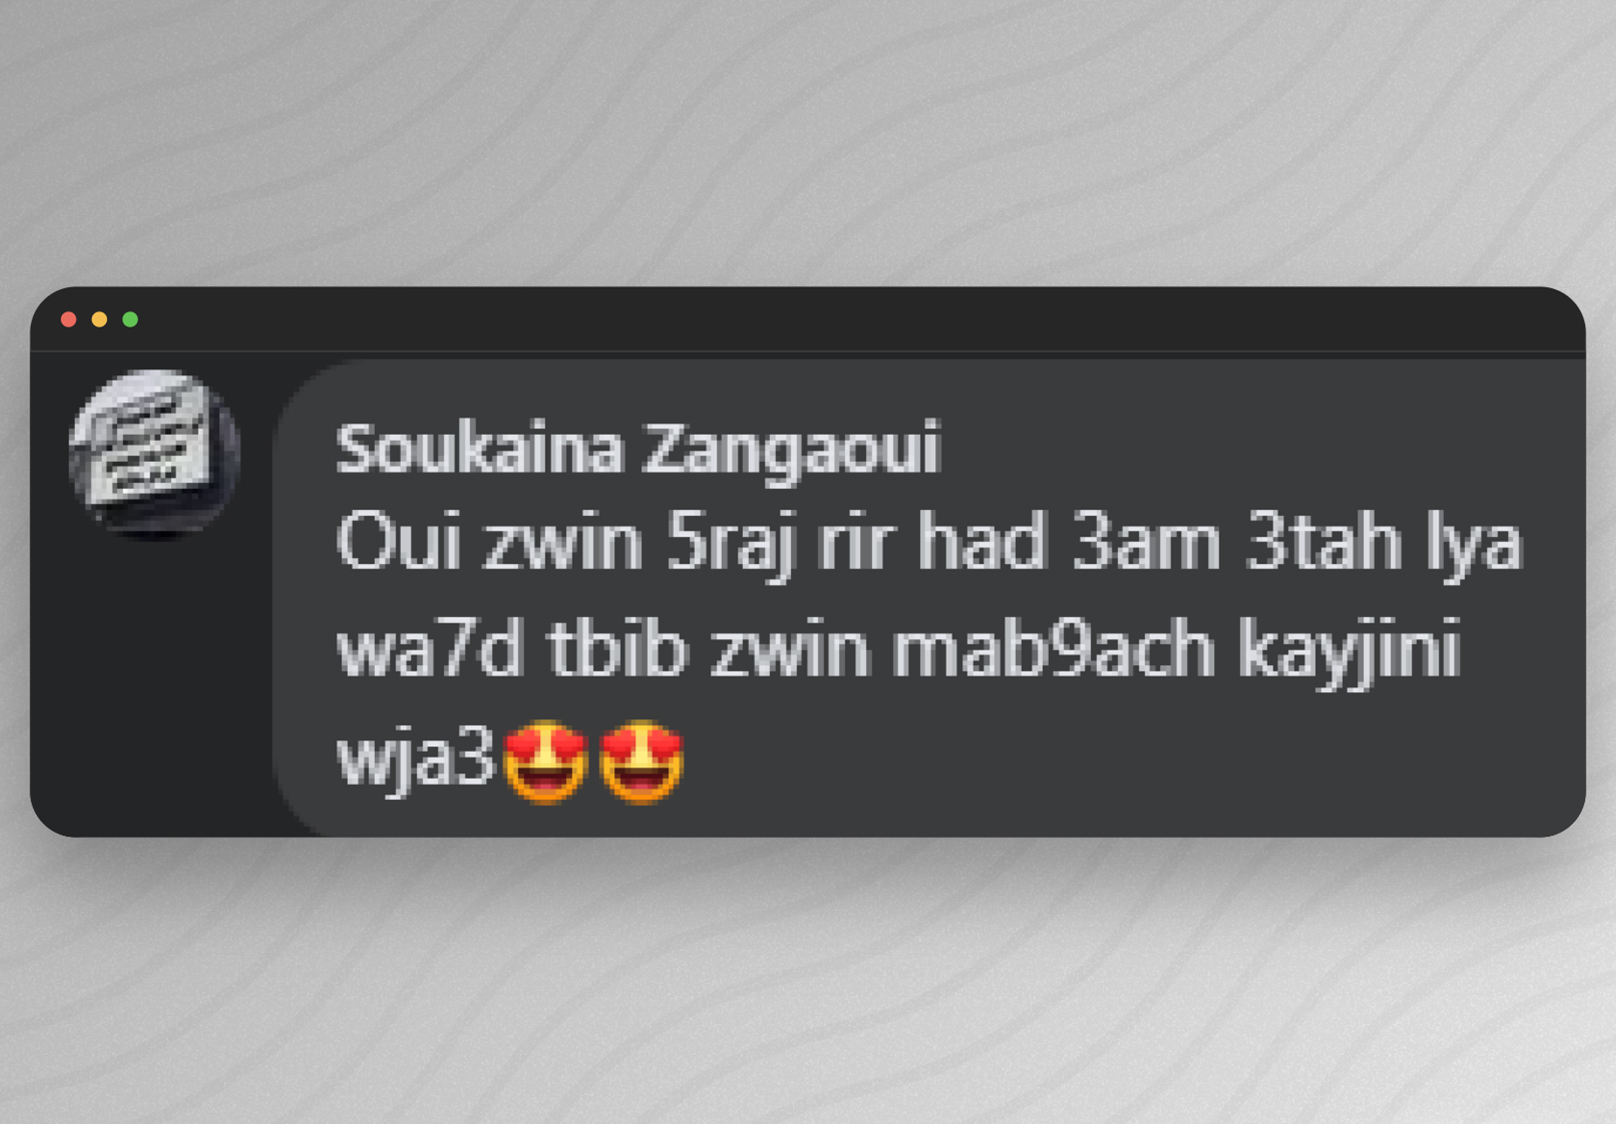 Soukaina Zangaoui
Oui zwin 5raj rir had 3am 3tah lya
wa7d tbib zwin mab9ach kayjini
wja3😍😍